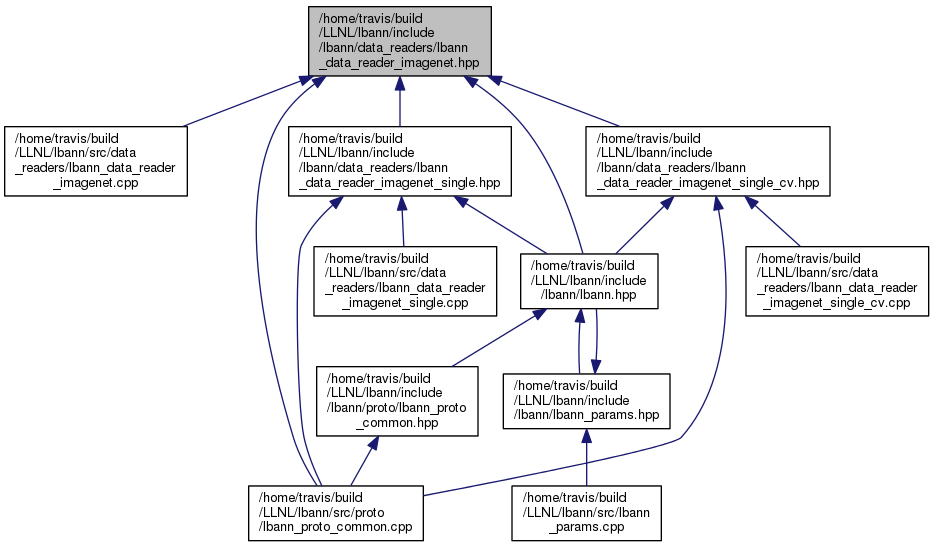 /home/travis/build
/LLNL/lbann/include
/lbann/data_readers/lbann
_data_reader_imagenet.hpp
/home/travis/build
/LLNL/lbann/src/data
_readers/lbann_data_reader
_imagenet.cpp
/home/travis/build
/LLNL/lbann/include
/lbann/data_readers/lbann
_data_reader_imagenet_single.hpp
/home/travis/build
/LLNL/lbann/include
/lbann/data_readers/lbann
_data_reader_imagenet_single_cv.hpp
/home/travis/build
/LLNL/lbann/src/data
_readers/lbann_data_reader
_imagenet_single.cpp
/home/travis/build
/LLNL/lbann/include
/lbann/lbann.hpp
/home/travis/build
/LLNL/lbann/src/data
_readers/lbann_data_reader
_imagenet_single_cv.cpp
/home/travis/build
/LLNL/lbann/include
/lbann/proto/lbann_proto
_common.hpp
/home/travis/build
/LLNL/lbann/include
/lbann/lbann_params.hpp
/home/travis/build
/LLNL/lbann/src/proto
/lbann_proto_common.cpp
/home/travis/build
/LLNL/lbann/src/lbann
_params.cpp